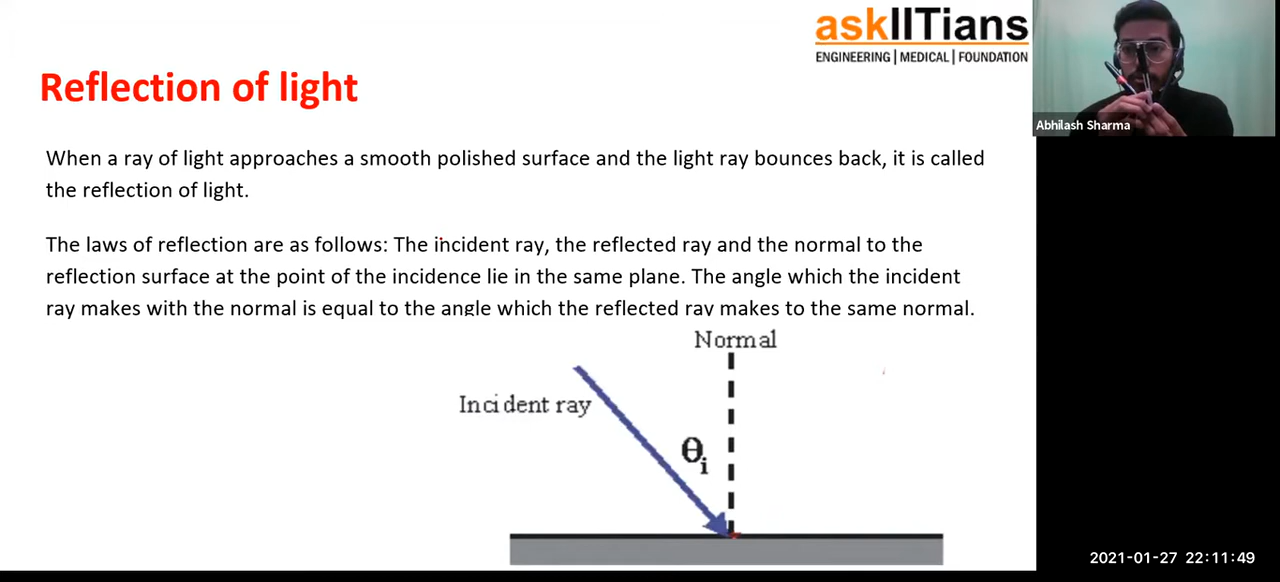 askIITians
ENGINEERING | MEDICAL | FOUNDATION
Abhilash Sharma
Reflection of light
When a ray of light approaches a smooth polished surface and the light ray bounces back, it is called
the reflection of light.
The laws of reflection are as follows: The incident ray, the reflected ray and the normal to the
reflection surface at the point of the incidence lie in the same plane. The angle which the incident
ray makes with the normal is equal to the angle which the reflected ray makes to the same normal.
Normal
Incident ray
θi
2021-01-27 22:11:49